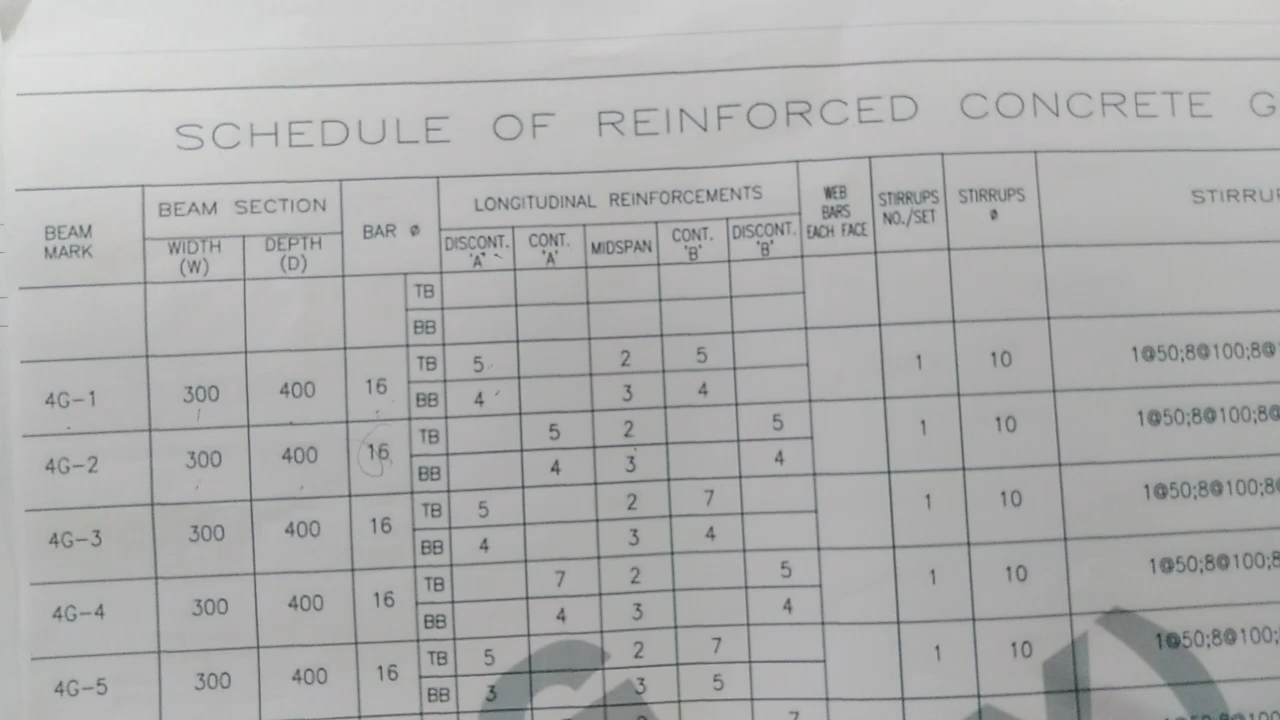 SCHEDULE OF REINFORCED CONCRETE G
BEAM MARK
BEAM SECTION
WIDTH (W)
DEPTH (D)
BAR ø
LONGITUDINAL REINFORCEMENTS
DISCONT. 'A'
CONT. 'A'
MIDSPAN
CONT. 'B'
DISCONT. 'B'
WEB BARS EACH FACE
STIRRUPS NO./SET
STIRRUPS ø
STIRRUP
TB
BB
4G-1 300 400 16 TB 5 2 5 1 10 1@50;8@100;8@
BB 4 3 4
4G-2 300 400 16 TB 5 2 5 1 10 1@50;8@100;8@
BB 4 3 4
4G-3 300 400 16 TB 5 2 7 1 10 1@50;8@100;8@
BB 4 3 4
4G-4 300 400 16 TB 7 2 5 1 10 1@50;8@100;8
BB 4 3 4
4G-5 300 400 16 TB 5 2 7 1 10 1@50;8@100;
BB 3 3 5